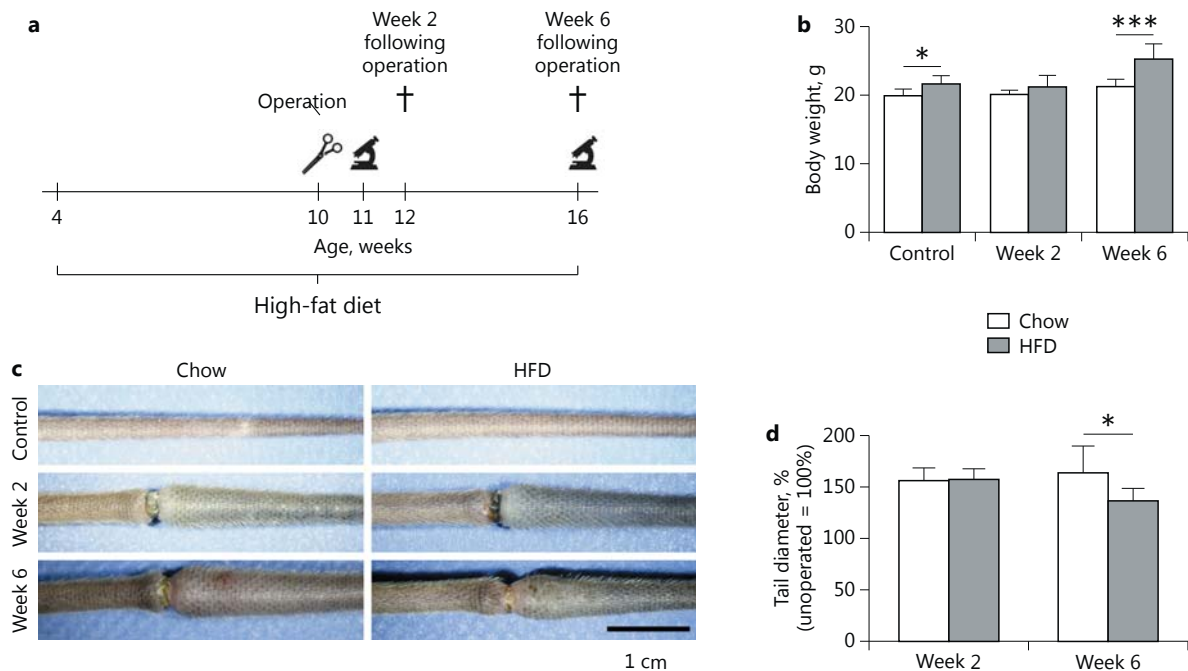 a
Week 2
following
operation
Week 6
following
operation
†
†
Operation
4
10
11
12
16
Age, weeks
High-fat diet
b
Body weight, g
30
20
10
0
*
***
Control
Week 2
Week 6
Chow
HFD
c
Chow
HFD
Control
Week 2
Week 6
1 cm
d
Tail diameter, %
(unoperated = 100%)
200
150
100
50
0
*
Week 2
Week 6